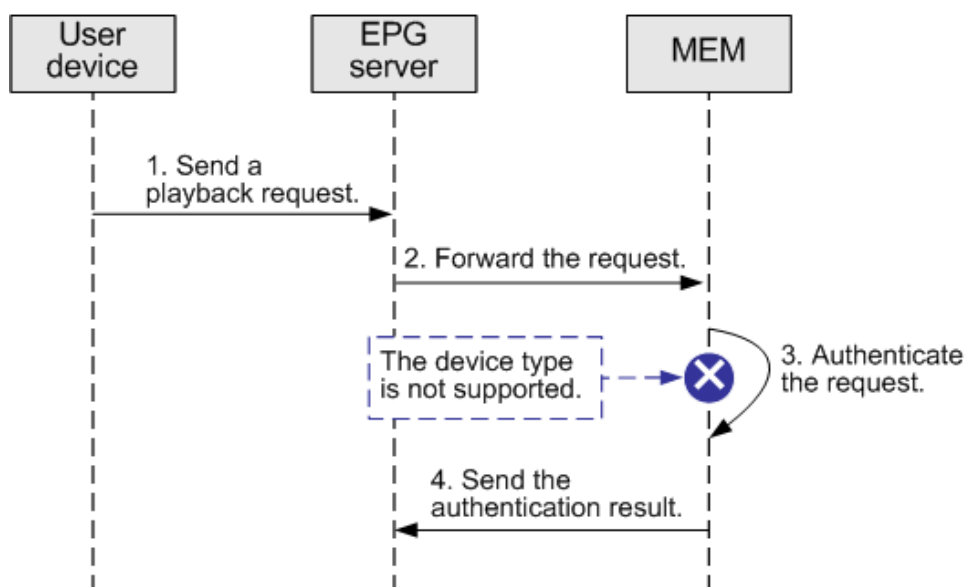 User
device
EPG
server
MEM
1. Send a
playback request.
2. Forward the request.
The device type
is not supported.
3. Authenticate
the request.
4. Send the
authentication result.